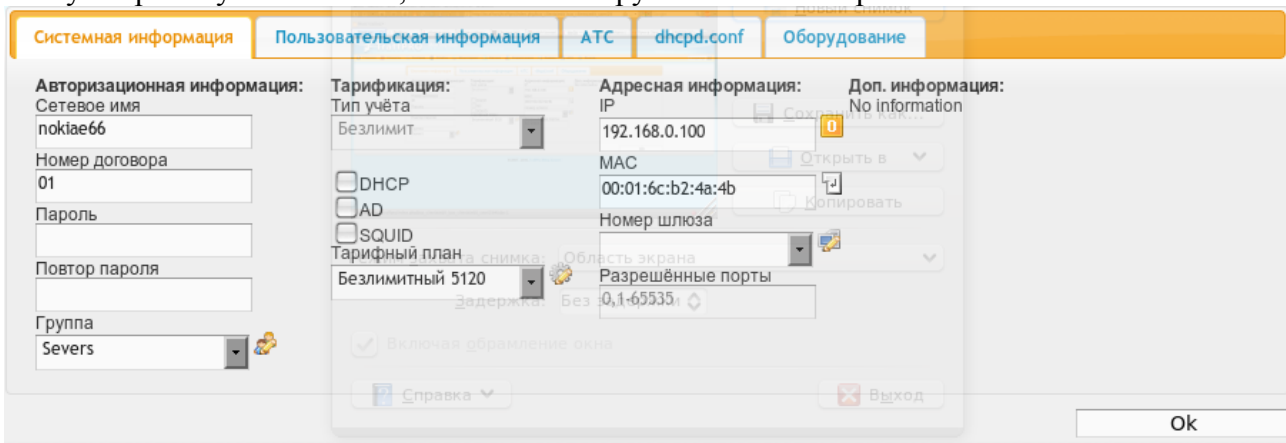 Системная информация
Пользовательская информация
АТС
dhcpd.conf
Оборудование
Авторизационная информация:
Сетевое имя
nokiae66
Номер договора
01
Пароль
Повтор пароля
Группа
Severs
Тарификация:
Тип учёта
Безлимит
DHCP
AD
SQUID
Тарифный план
Безлимитный 5120
Адресная информация:
IP
192.168.0.100
MAC
00:01:6c:b2:4a:4b
Номер шлюза
Разрешённые порты
0,1-65535
Доп. информация:
No information
Новый снимок
Сохранить как...
Открыть в
Копировать
Область экрана
Задержка: Без задержки
Включая обрамление окна
Справка
Выход
Ok